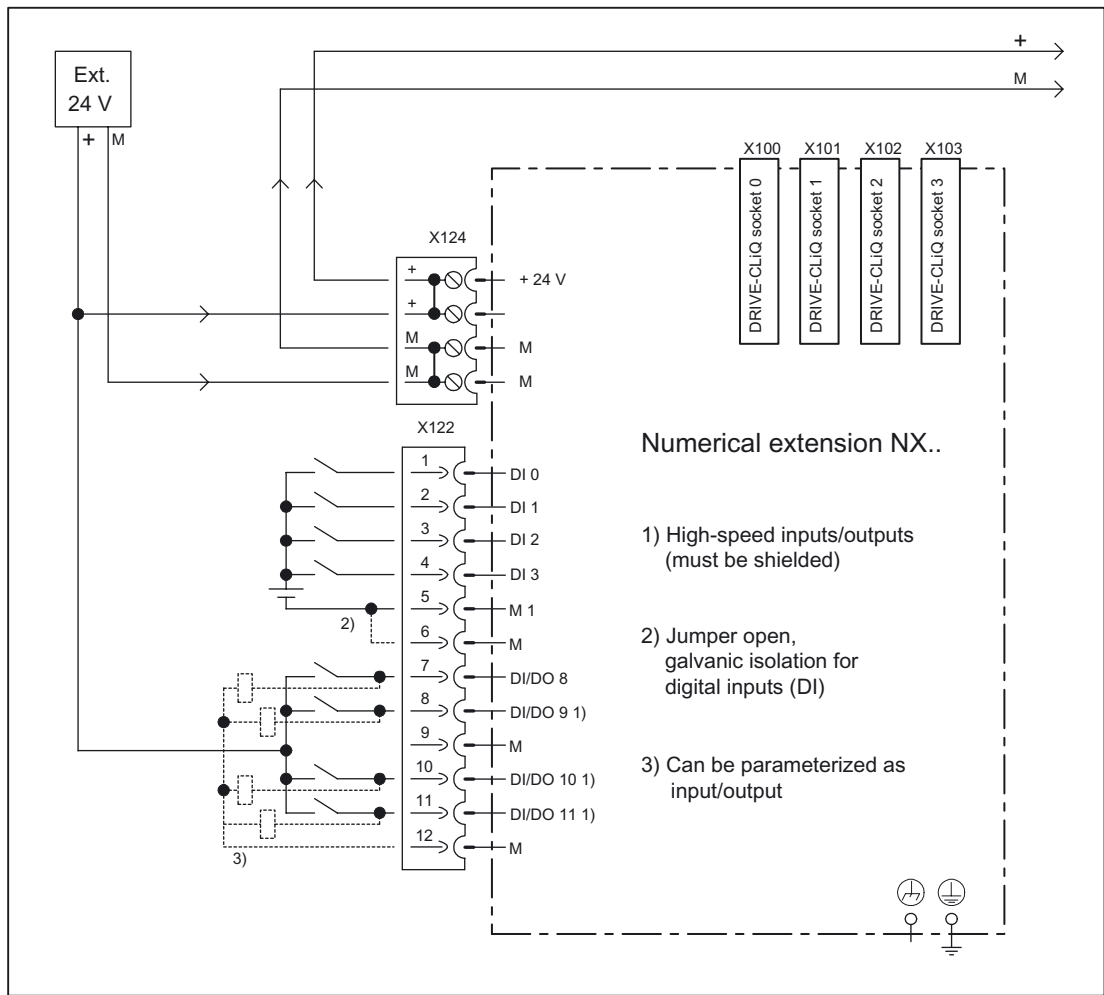 +
M
Ext.
24 V
+ M
X100 X101 X102 X103
DRIVE-CLiQ socket 0
DRIVE-CLiQ socket 1
DRIVE-CLiQ socket 2
DRIVE-CLiQ socket 3
X124
+ + 24 V
+
M M
M M
X122
1 DI 0
2 DI 1
3 DI 2
4 DI 3
5 M 1
2) 6 M
7 DI/DO 8
8 DI/DO 9 1)
9 M
10 DI/DO 10 1)
11 DI/DO 11 1)
12 M
3)
Numerical extension NX..
1) High-speed inputs/outputs
(must be shielded)
2) Jumper open,
galvanic isolation for
digital inputs (DI)
3) Can be parameterized as
input/output